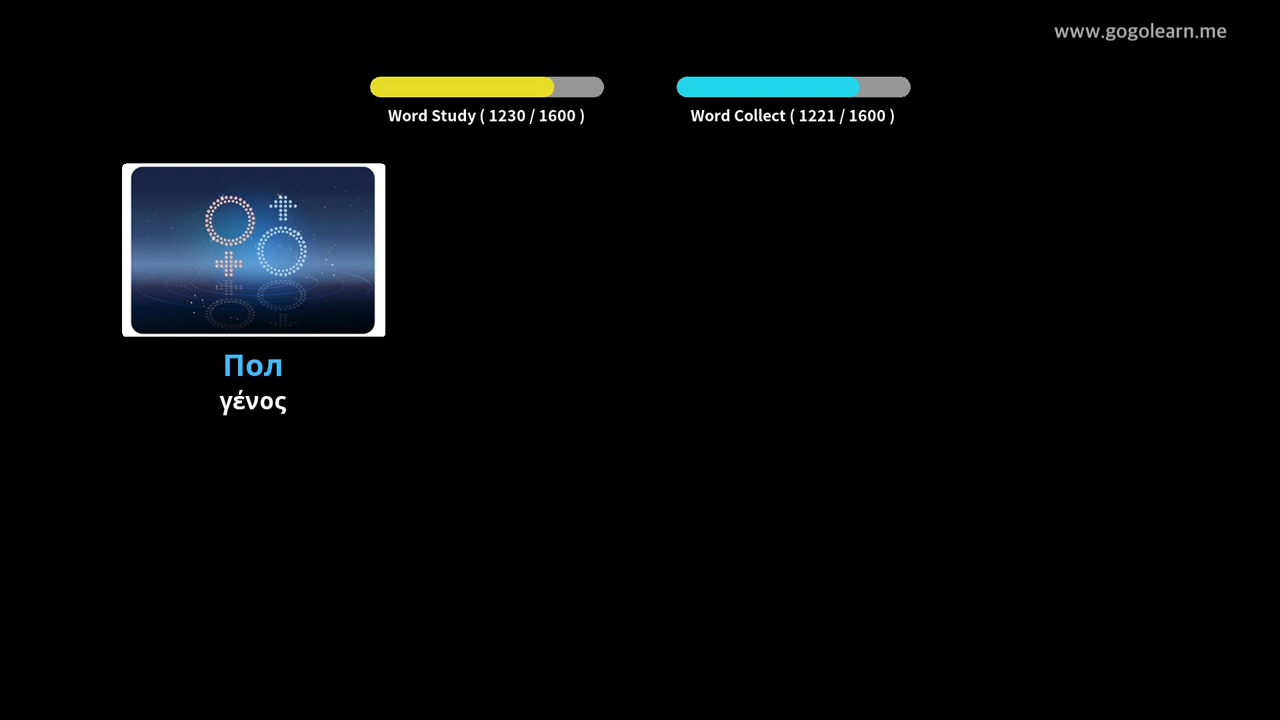 www.gogolearn.me
Word Study ( 1230 / 1600 )
Word Collect ( 1221 / 1600 )
Пол
γένος